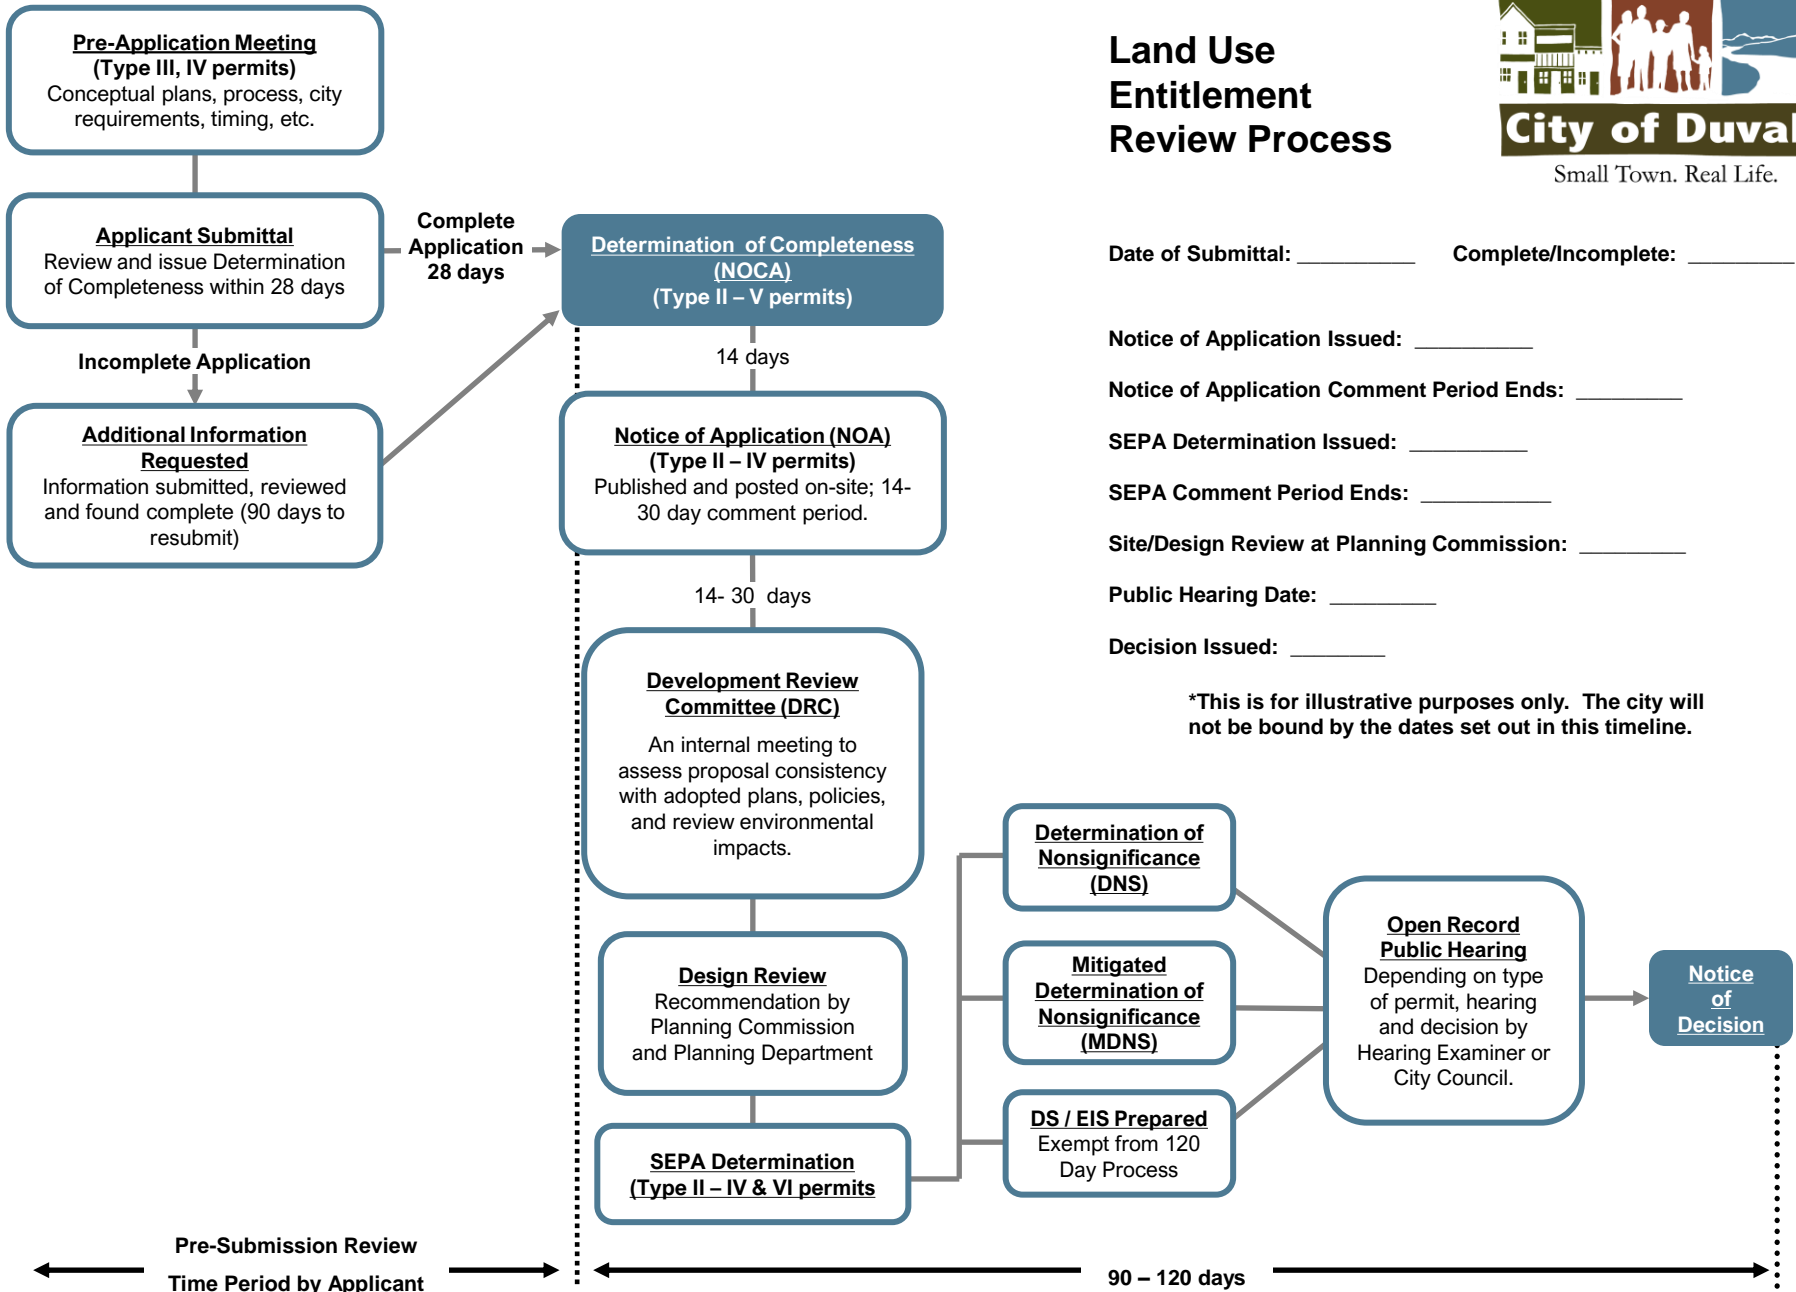 Pre-Application Meeting
(Type III, IV permits)
Conceptual plans, process, city
requirements, timing, etc.
Land Use
Entitlement
Review Process
City of Duval
Small Town. Real Life.
Applicant Submittal
Review and issue Determination
of Completeness within 28 days
Complete
Application
28 days
Determination of Completeness
(NOCA)
(Type II – V permits)
Date of Submittal: __________ Complete/Incomplete: _________
Incomplete Application
14 days
Additional Information
Requested
Information submitted, reviewed
and found complete (90 days to
resubmit)
Notice of Application (NOA)
(Type II – IV permits)
Published and posted on-site; 14-
30 day comment period.
Notice of Application Issued: __________
Notice of Application Comment Period Ends: _________
SEPA Determination Issued: __________
SEPA Comment Period Ends: ___________
Site/Design Review at Planning Commission: _________
Public Hearing Date: _________
Decision Issued: ________
*This is for illustrative purposes only. The city will
not be bound by the dates set out in this timeline.
14- 30 days
Development Review
Committee (DRC)
An internal meeting to
assess proposal consistency
with adopted plans, policies,
and review environmental
impacts.
Design Review
Recommendation by
Planning Commission
and Planning Department
SEPA Determination
(Type II – IV & VI permits
Determination of
Nonsignificance
(DNS)
Mitigated
Determination of
Nonsignificance
(MDNS)
DS / EIS Prepared
Exempt from 120
Day Process
Open Record
Public Hearing
Depending on type
of permit, hearing
and decision by
Hearing Examiner or
City Council.
Notice
of
Decision
Pre-Submission Review
Time Period by Applicant
90 – 120 days